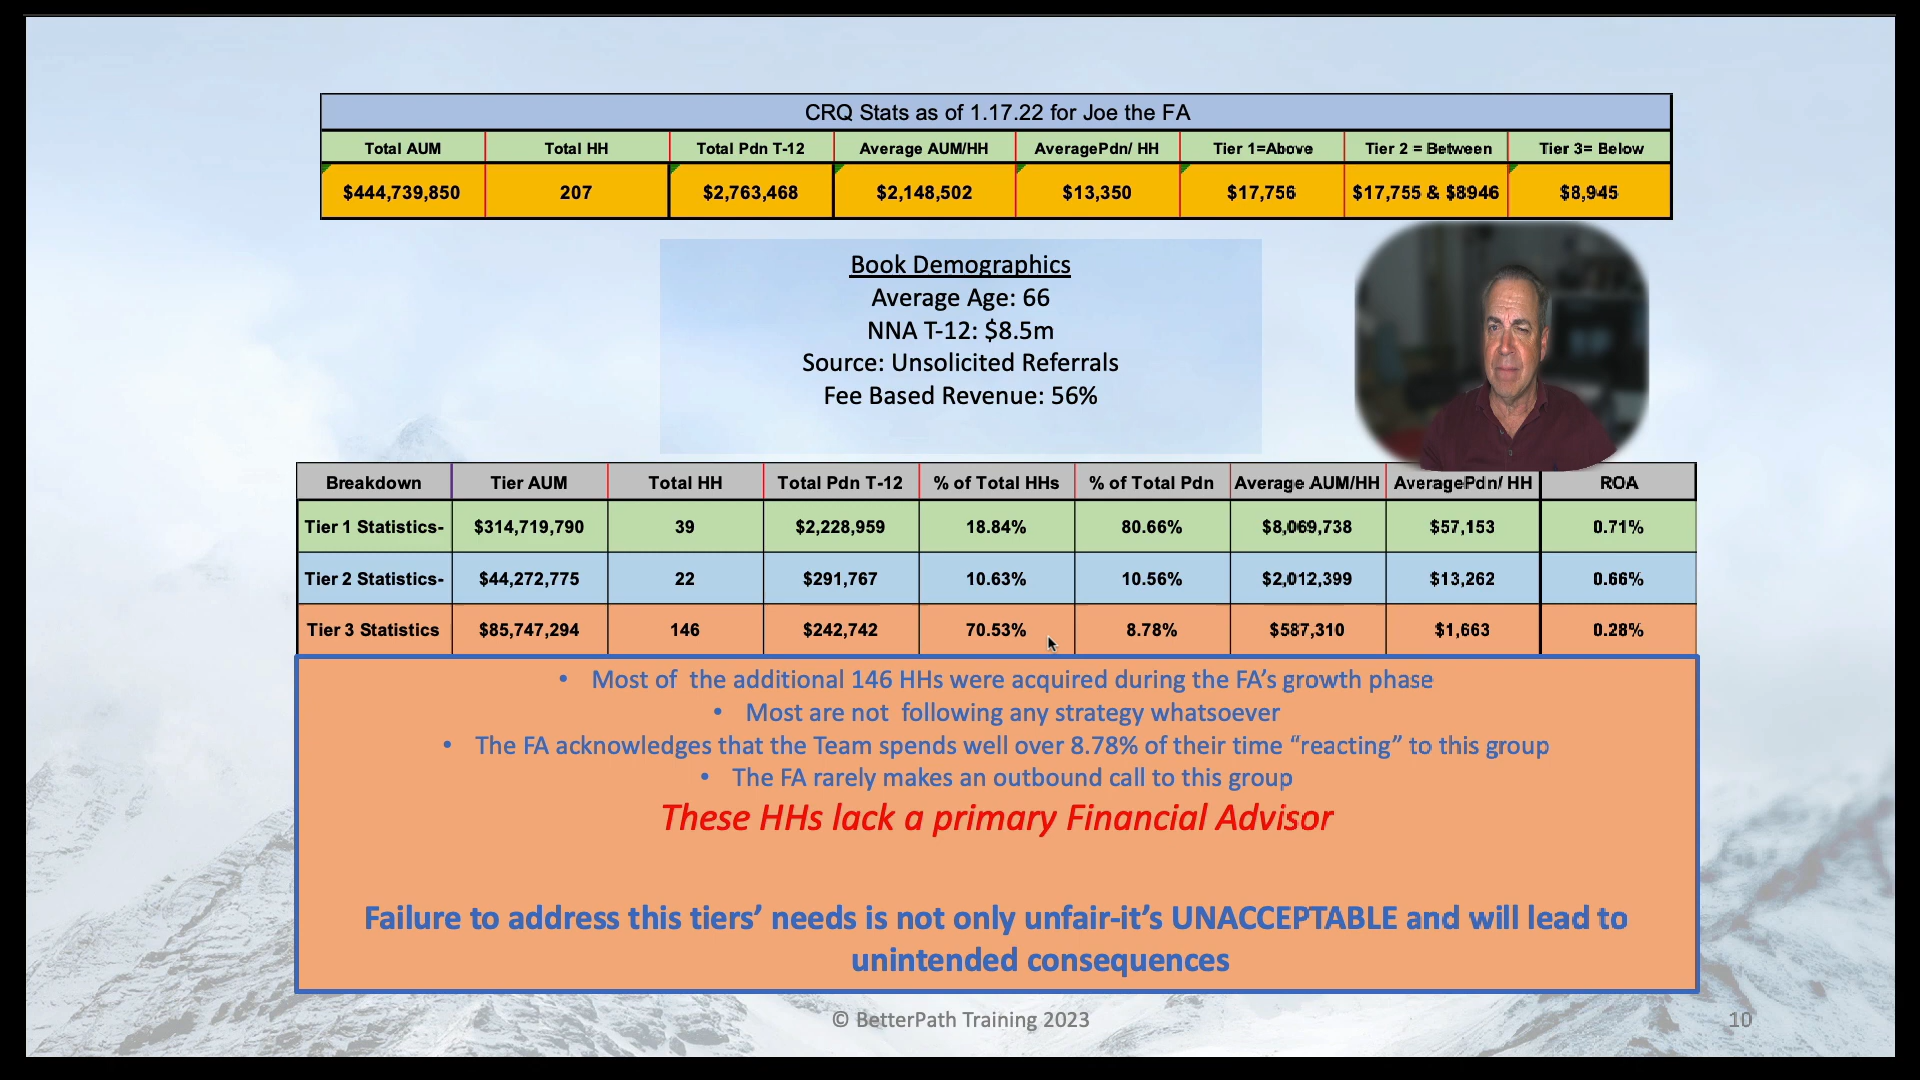 CRQ Stats as of 1.17.22 for Joe the FA
Total AUM Total HH Total Pdn T-12 Average AUM/HH AveragePdn/ HH Tier 1=Above Tier 2 = Between Tier 3= Below
$444,739,850 207 $2,763,468 $2,148,502 $13,350 $17,756 $17,755 & $8946 $8,945
Book Demographics
Average Age: 66
NNA T-12: $8.5m
Source: Unsolicited Referrals
Fee Based Revenue: 56%
Breakdown Tier AUM Total HH Total Pdn T-12 % of Total HHs % of Total Pdn Average AUM/HH AveragePdn/ HH ROA
Tier 1 Statistics- $314,719,790 39 $2,228,959 18.84% 80.66% $8,069,738 $57,153 0.71%
Tier 2 Statistics- $44,272,775 22 $291,767 10.63% 10.56% $2,012,399 $13,262 0.66%
Tier 3 Statistics $85,747,294 146 $242,742 70.53% 8.78% $587,310 $1,663 0.28%
• Most of the additional 146 HHs were acquired during the FA’s growth phase
• Most are not following any strategy whatsoever
• The FA acknowledges that the Team spends well over 8.78% of their time “reacting” to this group
• The FA rarely makes an outbound call to this group
These HHs lack a primary Financial Advisor
Failure to address this tiers’ needs is not only unfair-it’s UNACCEPTABLE and will lead to
unintended consequences
© BetterPath Training 2023
10